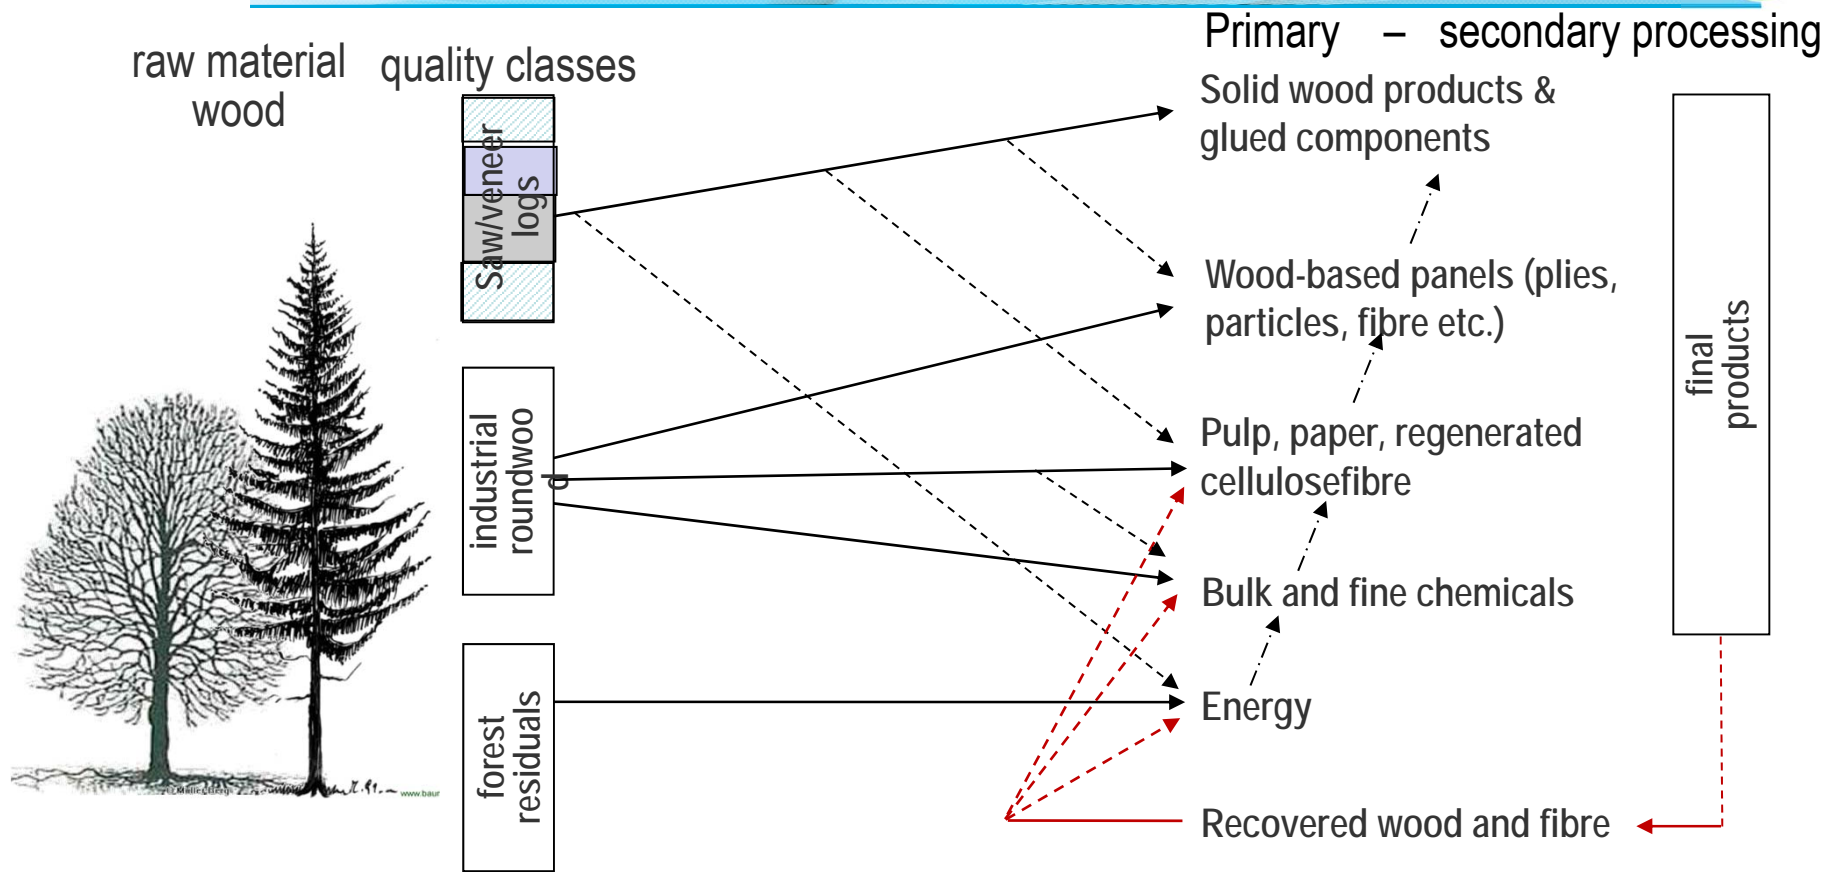 Primary – secondary processing
raw material
wood
quality classes
Saw/veneer
logs
industrial
roundwoo
d
forest
residuals
Solid wood products &
glued components
Wood-based panels (plies,
particles, fibre etc.)
Pulp, paper, regenerated
cellulosefibre
Bulk and fine chemicals
Energy
Recovered wood and fibre
final
products
www.baur